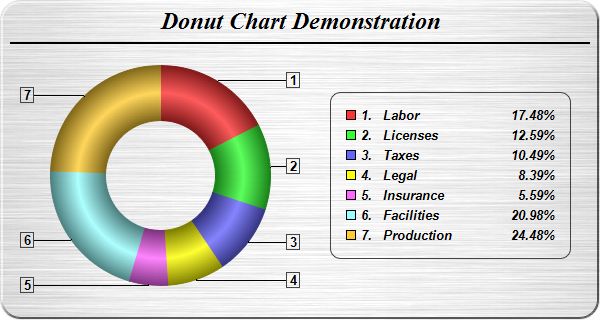 Donut Chart Demonstration
1
7
2
6
3
5
4
1. Labor 17.48%
2. Licenses 12.59%
3. Taxes 10.49%
4. Legal 8.39%
5. Insurance 5.59%
6. Facilities 20.98%
7. Production 24.48%